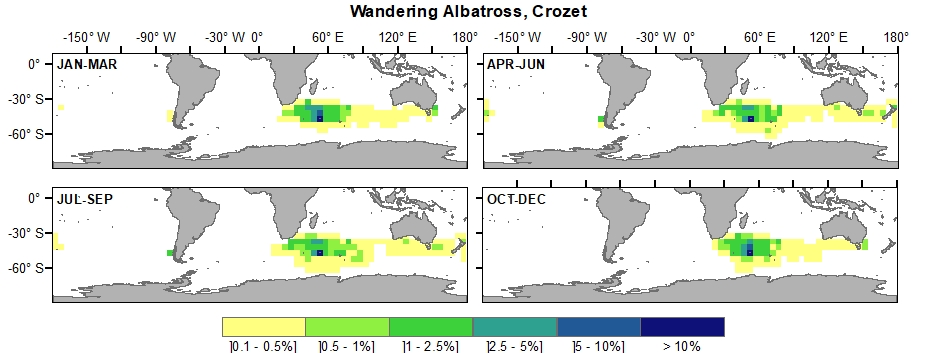 Wandering Albatross, Crozet
-150° W -90° W -30° W 0° 60° E 120° E 180° -150° W -90° W -30° W 0° 60° E 120° E 180°
0° JAN-MAR APR-JUN
-30° S
-60° S
0° JUL-SEP OCT-DEC
-30° S
-60° S
]0.1 - 0.5%] ]0.5 - 1%] ]1 - 2.5%] ]2.5 - 5%] ]5 - 10%] > 10%